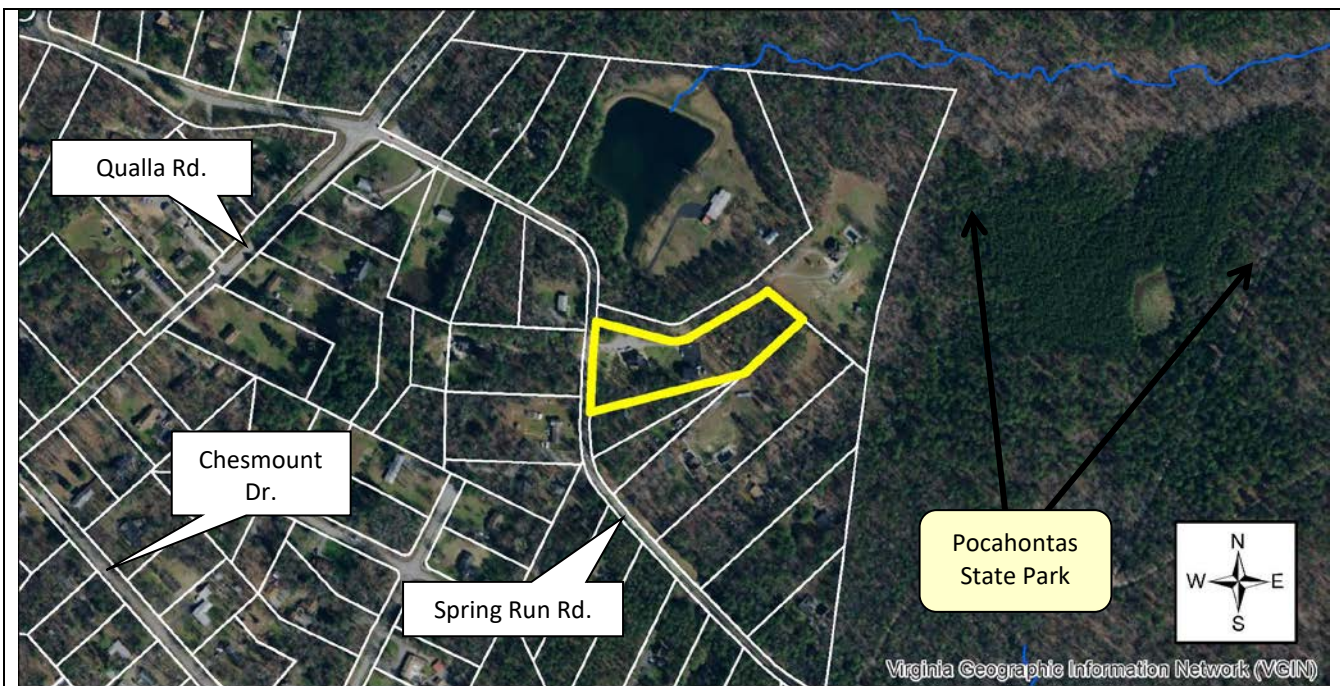 Qualla Rd.
Chesmount
Dr.
Spring Run Rd.
Pocahontas
State Park
N
W E
S
Virginia Geographic Information Network (VGIN)